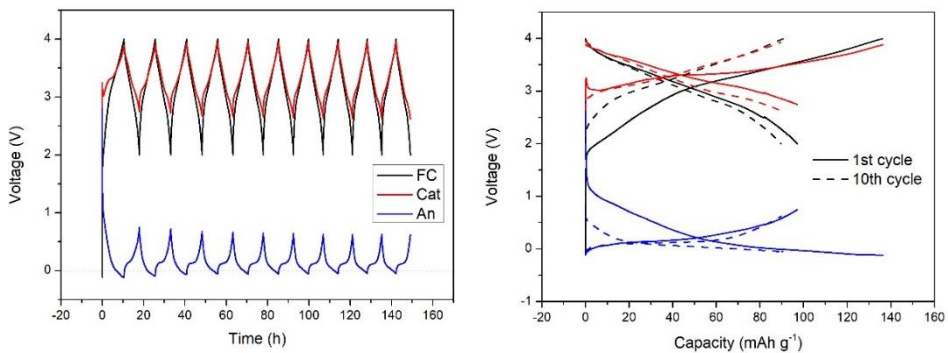 4
3
2
1
0
Voltage (V)
FC
Cat
An
-20 0 20 40 60 80 100 120 140 160
Time (h)
4
3
2
1
0
-1
Voltage (V)
1st cycle
10th cycle
-20 0 20 40 60 80 100 120 140 160
Capacity (mAh g⁻¹)